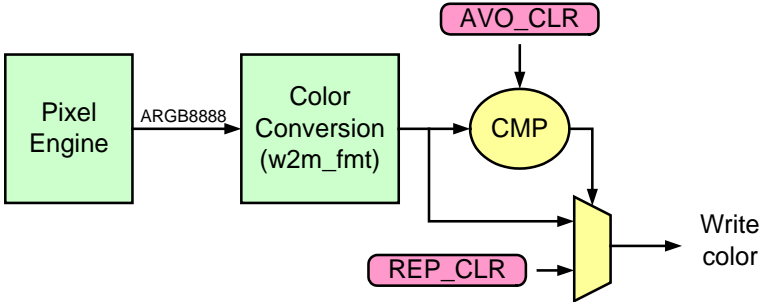 AVO_CLR
Pixel
Engine
ARGB8888
Color
Conversion
(w2m_fmt)
CMP
Write
color
REP_CLR